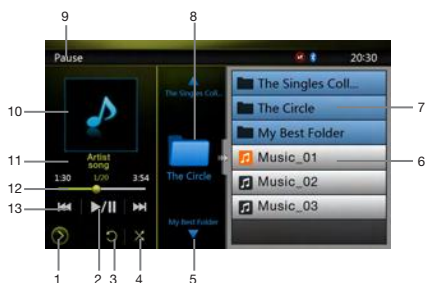 9
8
Pause
20:30
The Singles Coll...
The Circle
My Best Folder
Music_01
Music_02
Music_03
The Singles Coll...
The Circle
My Best Folder
Artist
song
1:30
1/20
3:54
10
11
12
13
7
6
1
2
3
4
5